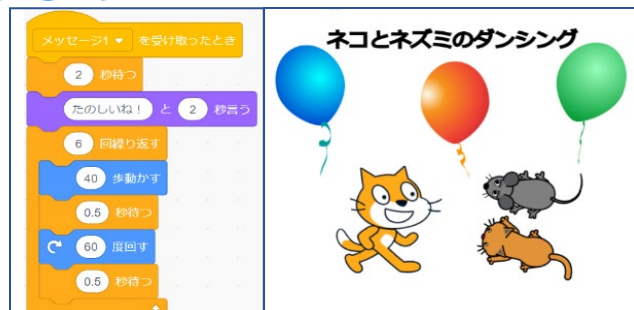 メッセージ1 を受け取ったとき
2 秒待つ
たのしいね! と 2 秒言う
6 回繰り返す
40 歩動かす
0.5 秒待つ
60 度回す
0.5 秒待つ
ネコとネズミのダンシング